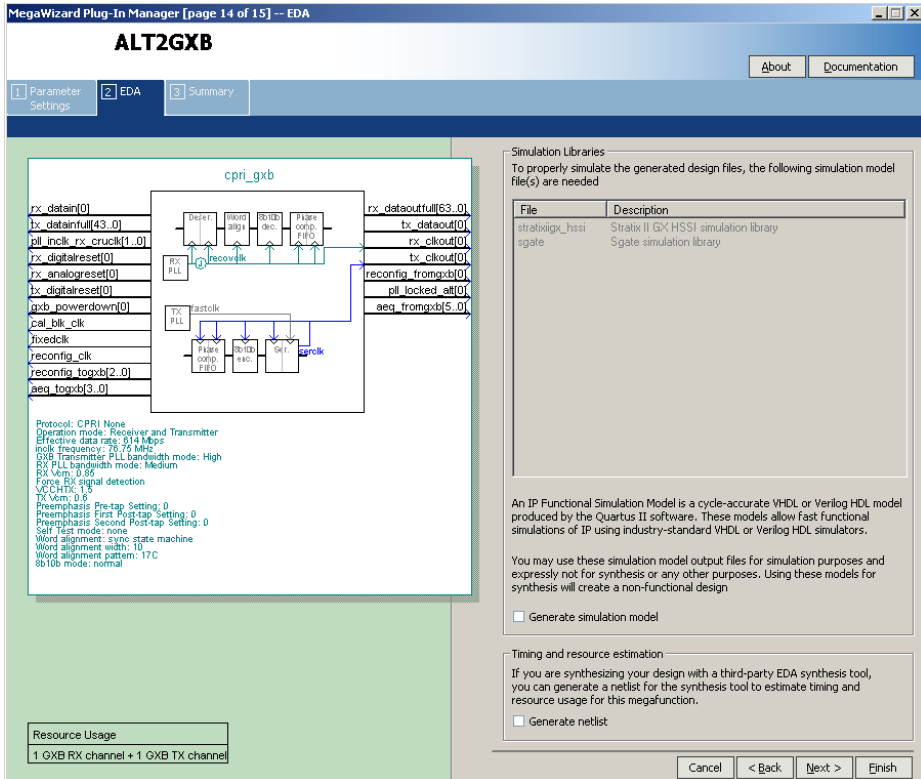 MegaWizard Plug-In Manager [page 14 of 15] -- EDA
ALT2GXB
About
Documentation
1 Parameter
Settings
2 EDA
3 Summary
cpri_gxb
rx_datain[0]
tx_datainfull[43..0]
pll_inclk_rx_cruclk[1..0]
rx_digitalreset[0]
rx_analogreset[0]
tx_digitalreset[0]
gxb_powerdown[0]
cal_blk_clk
fixedclk
reconfig_clk
reconfig_togxb[2..0]
aeq_togxb[3..0]
Deser.
Word
align
8b10b
dec.
Phase
comp.
FIFO
RX
PLL
recovclk
TX
PLL
fastclk
Phase
comp.
FIFO
8b10b
enc.
Ser.
serclk
rx_dataoutfull[63..0]
tx_dataout[0]
rx_clkout[0]
tx_clkout[0]
reconfig_fromgxb[0]
pll_locked_alt[0]
aeq_fromgxb[5..0]
Protocol: CPRI None
Operation mode: Receiver and Transmitter
Effective data rate: 614 Mbps
inclk frequency: 76.75 MHz
GXB Transmitter PLL bandwidth mode: High
RX PLL bandwidth mode: Medium
RX Vcm: 0.85
Force RX signal detection
VCCHTX: 1.5
TX Vcm: 0.6
Preemphasis Pre-tap Setting: 0
Preemphasis First Post-tap Setting: 0
Preemphasis Second Post-tap Setting: 0
Self Test mode: none
Word alignment: sync state machine
Word alignment width: 10
Word alignment pattern: 17C
8b10b mode: normal
Resource Usage
1 GXB RX channel + 1 GXB TX channel
Simulation Libraries
To properly simulate the generated design files, the following simulation model
file(s) are needed
File Description
stratixiigx_hssi Stratix II GX HSSI simulation library
sgate Sgate simulation library
An IP Functional Simulation Model is a cycle-accurate VHDL or Verilog HDL model
produced by the Quartus II software. These models allow fast functional
simulations of IP using industry-standard VHDL or Verilog HDL simulators.
You may use these simulation model output files for simulation purposes and
expressly not for synthesis or any other purposes. Using these models for
synthesis will create a non-functional design
Generate simulation model
Timing and resource estimation
If you are synthesizing your design with a third-party EDA synthesis tool,
you can generate a netlist for the synthesis tool to estimate timing and
resource usage for this megafunction.
Generate netlist
Cancel
< Back
Next >
Finish